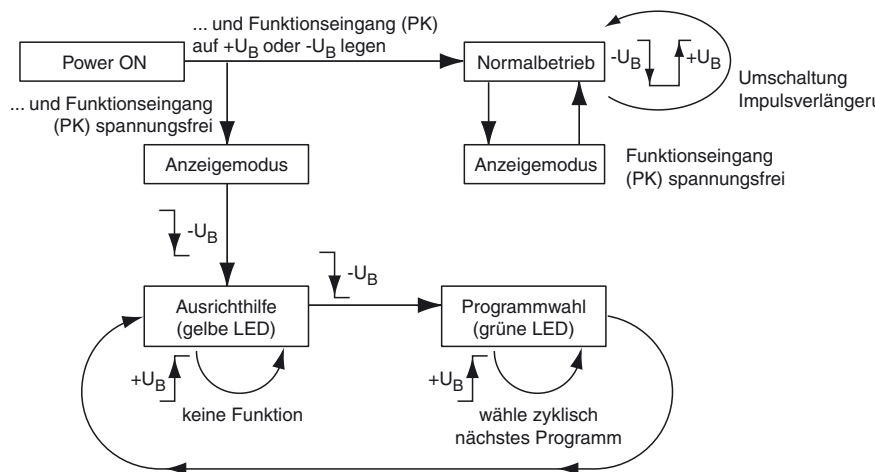 ... und Funktionseingang (PK)
auf +UB oder -UB legen
Power ON
Normalbetrieb
-UB
+UB
Umschaltung
... und Funktionseingang
(PK) spannungsfrei
Anzeigemodus
Anzeigemodus
Funktionseingang
(PK) spannungsfrei
-UB
-UB
Ausrichthilfe
(gelbe LED)
Programmwahl
(grüne LED)
+UB
keine Funktion
+UB
wähle zyklisch
nächstes Programm